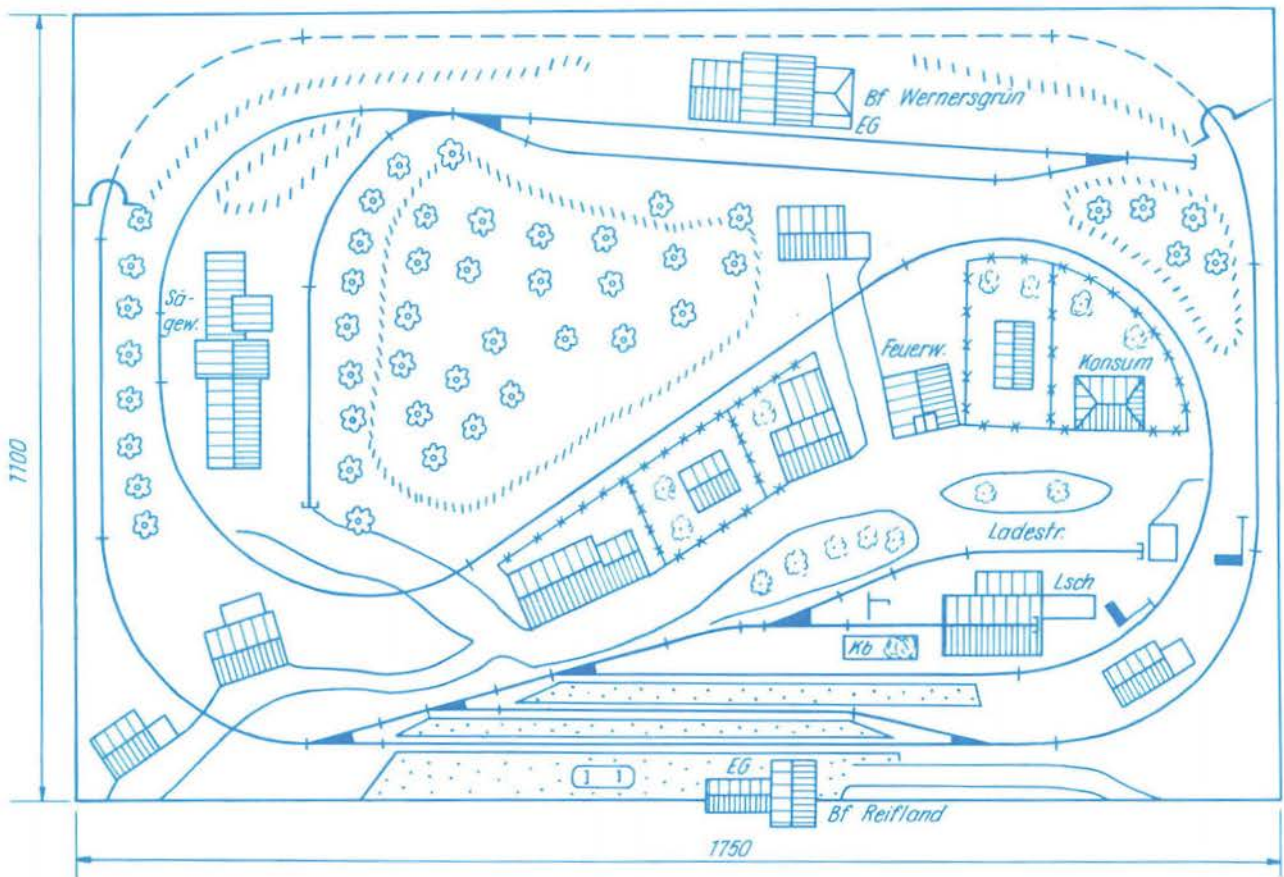 Bf Wernersgrün
EG
Sä-
gew.
Feuerw.
Konsum
1100
Ladestr.
Lsch
Kb
EG
Bf Reifland
1750